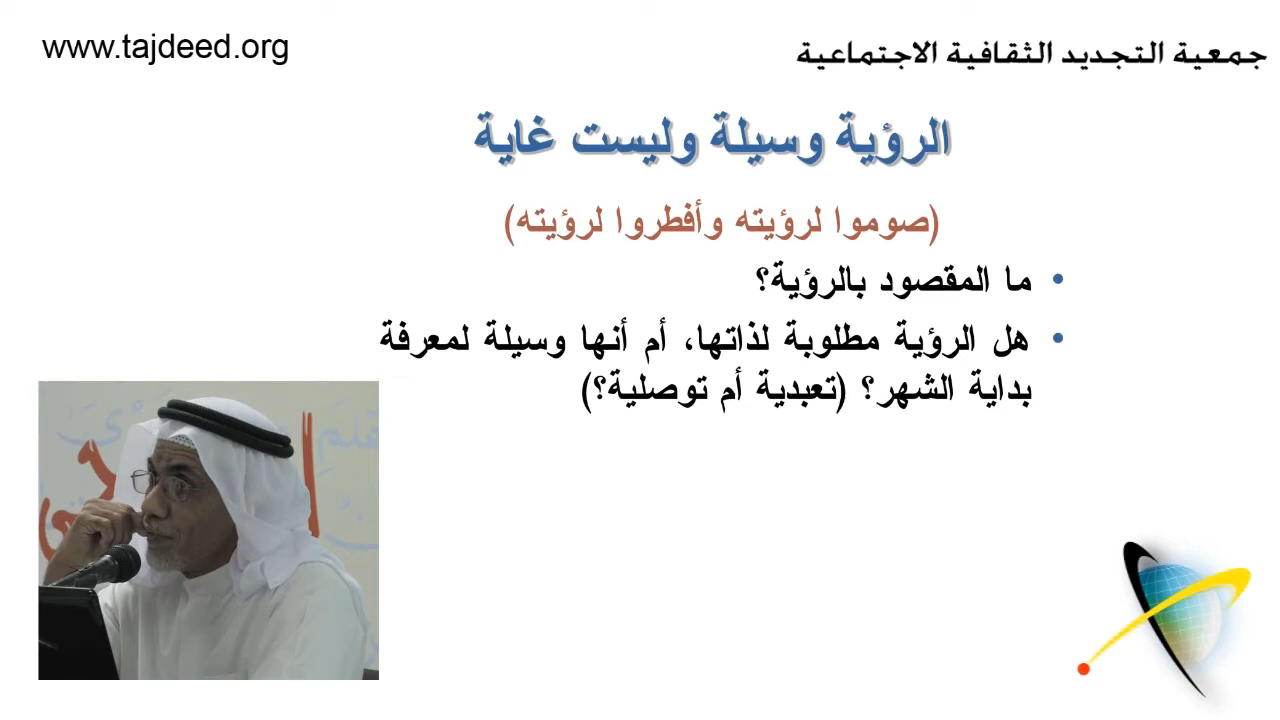 www.tajdeed.org
جمعية التجديد الثقافية الاجتماعية
الرؤية وسيلة وليست غاية
(صوموا لرؤيته وأفطروا لرؤيته)
• ما المقصود بالرؤية؟
• هل الرؤية مطلوبة لذاتها، أم أنها وسيلة لمعرفة
بداية الشهر؟ (تعبدية أم توصلية؟)